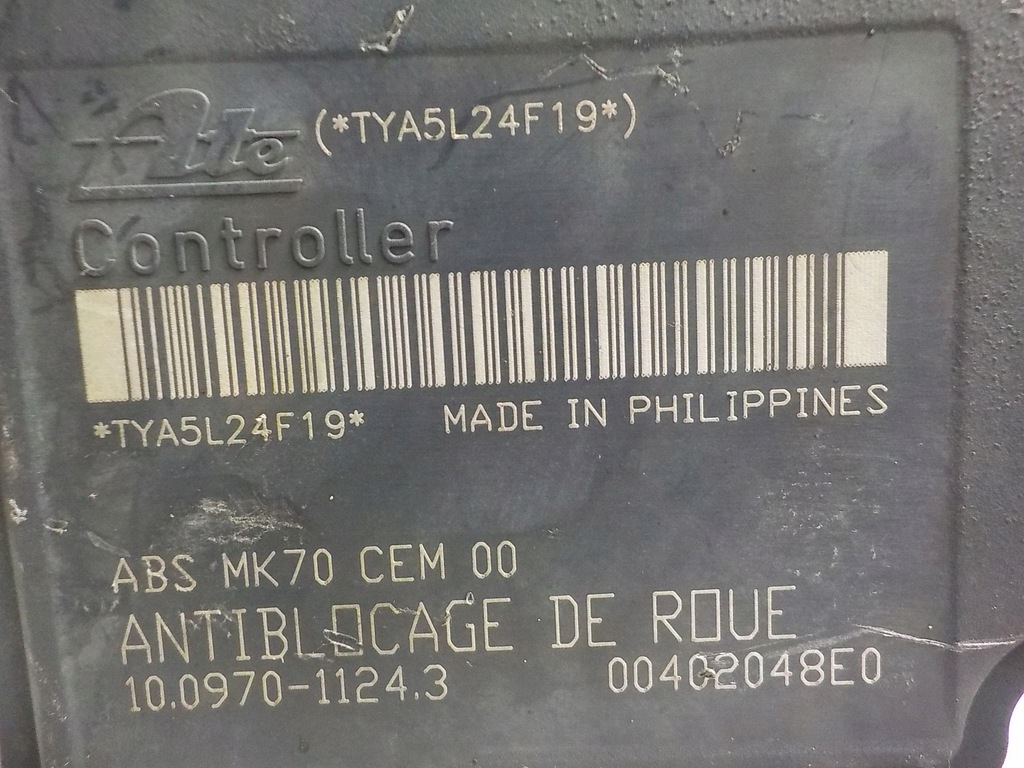 Ate (*TYA5L24F19*)
Controller
*TYA5L24F19* MADE IN PHILIPPINES
ABS MK70 CEM 00
ANTIBLOCAGE DE ROUE
10.0970-1124.3 00402048E0